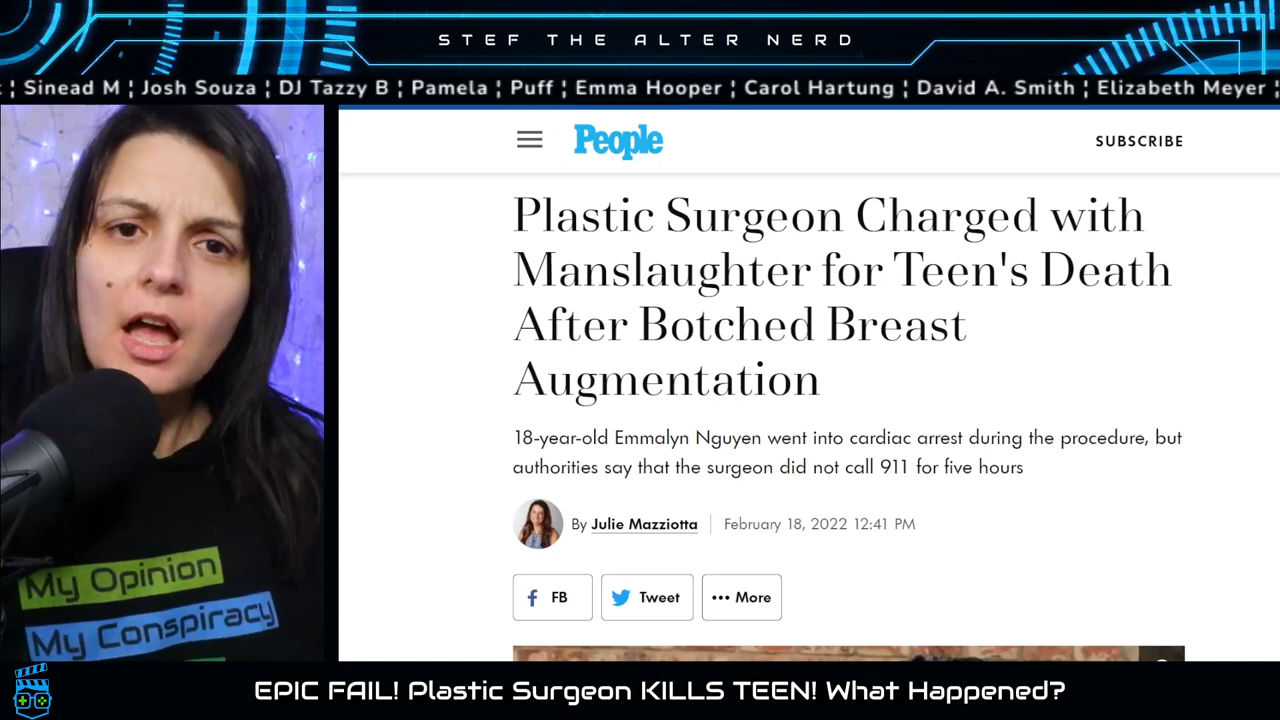 STEF THE ALTER NERD
¦ Sinead M ¦ Josh Souza ¦ DJ Tazzy B ¦ Pamela ¦ Puff ¦ Emma Hooper ¦ Carol Hartung ¦ David A. Smith ¦ Elizabeth Meyer ¦
People
SUBSCRIBE
Plastic Surgeon Charged with
Manslaughter for Teen's Death
After Botched Breast
Augmentation
18-year-old Emmalyn Nguyen went into cardiac arrest during the procedure, but
authorities say that the surgeon did not call 911 for five hours
By Julie Mazziotta
February 18, 2022 12:41 PM
FB
Tweet
••• More
My Opinion
My Conspiracy
EPIC FAIL! Plastic Surgeon KILLS TEEN! What Happened?